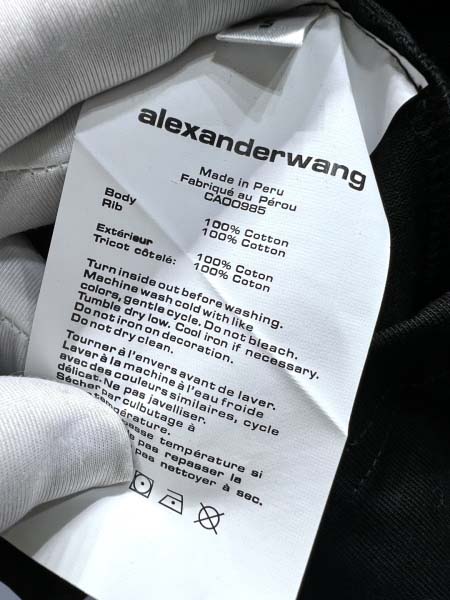 alexanderwang
Made in Peru
Fabriqué au Pérou
CA00985
Body 100% Cotton
Rib 100% Cotton
Extérieur 100% Coton
Tricot côtelé: 100% Coton
Turn inside out before washing.
Machine wash cold with like
colors, gentle cycle. Do not bleach.
Tumble dry low. Cool iron if necessary.
Do not iron on decoration.
Do not dry clean.
Tourner à l'envers avant de laver.
Laver à la machine à l'eau froide
avec des couleurs similaires, cycle
délicat. Ne pas javelliser.
Sécher par culbutage à
température.
basse température si
repasser la
pas nettoyer à sec.